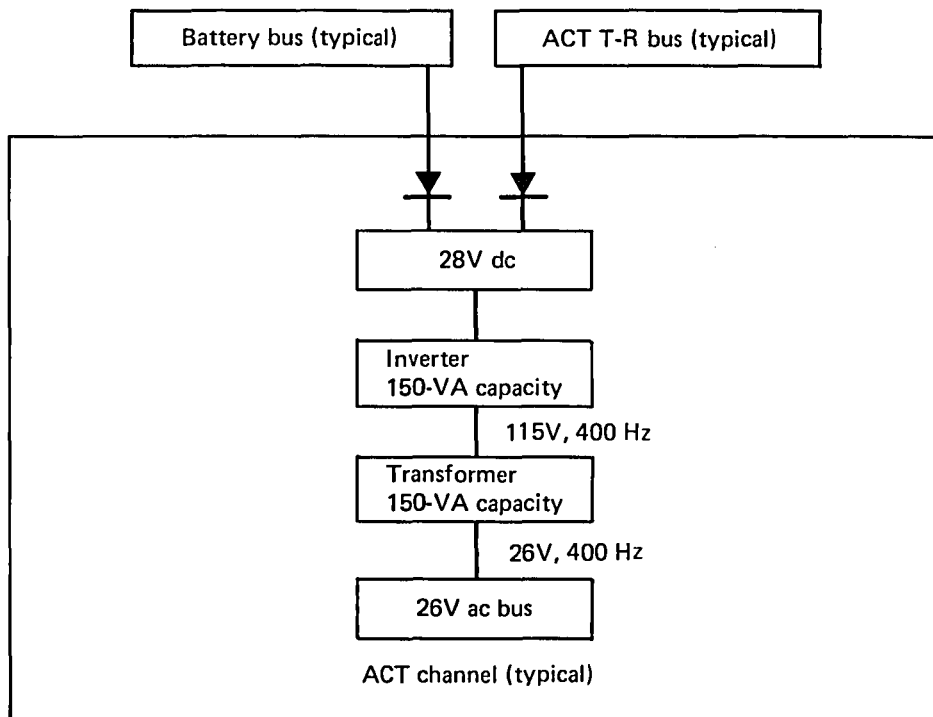 Battery bus (typical)
ACT T-R bus (typical)
28V dc
Inverter
150-VA capacity
115V, 400 Hz
Transformer
150-VA capacity
26V, 400 Hz
26V ac bus
ACT channel (typical)